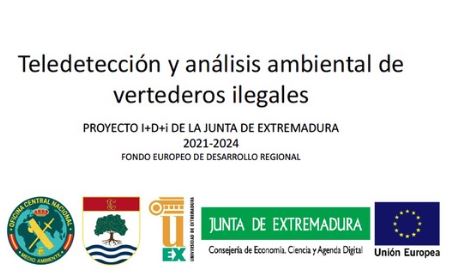 Teledetección y análisis ambiental de
vertederos ilegales
PROYECTO I+D+i DE LA JUNTA DE EXTREMADURA
2021-2024
FONDO EUROPEO DE DESARROLLO REGIONAL
OFICINA CENTRAL NACIONAL
MEDIO AMBIENTE
UEX
UNIVERSIDAD DE EXTREMADURA
JUNTA DE EXTREMADURA
Consejería de Economía, Ciencia y Agenda Digital
Unión Europea